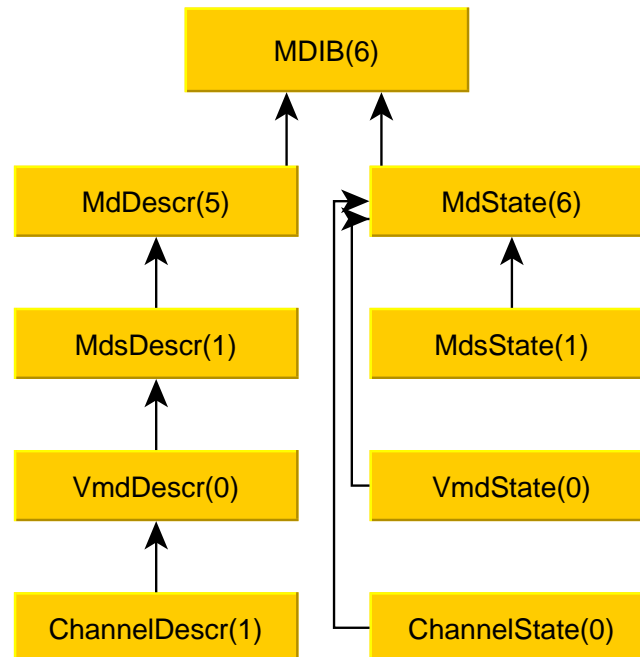 MDIB(6)
MdDescr(5)
MdState(6)
MdsDescr(1)
MdsState(1)
VmdDescr(0)
VmdState(0)
ChannelDescr(1)
ChannelState(0)